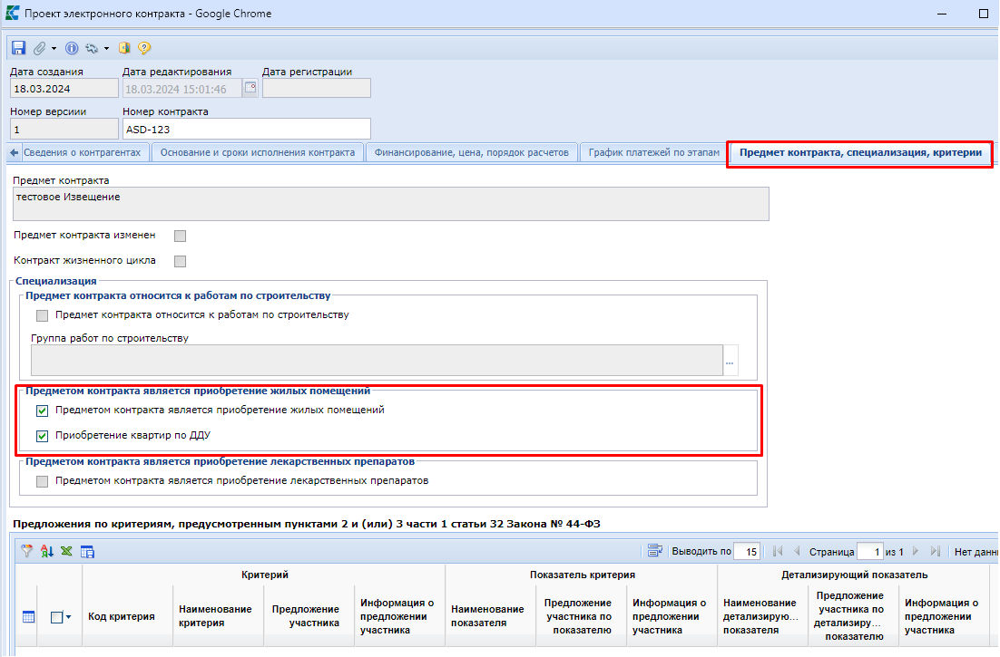 Проект электронного контракта - Google Chrome
Дата создания Дата редактирования Дата регистрации
18.03.2024 18.03.2024 15:01:46
Номер версиии Номер контракта
1 ASD-123
Сведения о контрагентах Основание и сроки исполнения контракта Финансирование, цена, порядок расчетов График платежей по этапам Предмет контракта, специализация, критерии
Предмет контракта
тестовое Извещение
Предмет контракта изменен
Контракт жизненного цикла
Специализация
Предмет контракта относится к работам по строительству
Предмет контракта относится к работам по строительству
Группа работ по строительству
...
Предметом контракта является приобретение жилых помещений
Предметом контракта является приобретение жилых помещений
Приобретение квартир по ДДУ
Предметом контракта является приобретение лекарственных препаратов
Предметом контракта является приобретение лекарственных препаратов
Предложения по критериям, предусмотренным пунктами 2 и (или) 3 части 1 статьи 32 Закона № 44-ФЗ
Выводить по 15 Страница 1 из 1 Нет данн
Критерий Показатель критерия Детализирующий показатель
Код критерия
Наименование
критерия
Предложение
участника
Информация о
предложении
участника
Наименование
показателя
Предложение
участника по
показателю
Информация о
предложении
участника
Наименование
детализирую...
показателя
Предложение
участника по
детализиру...
показателю
Информация о
предложении
участника